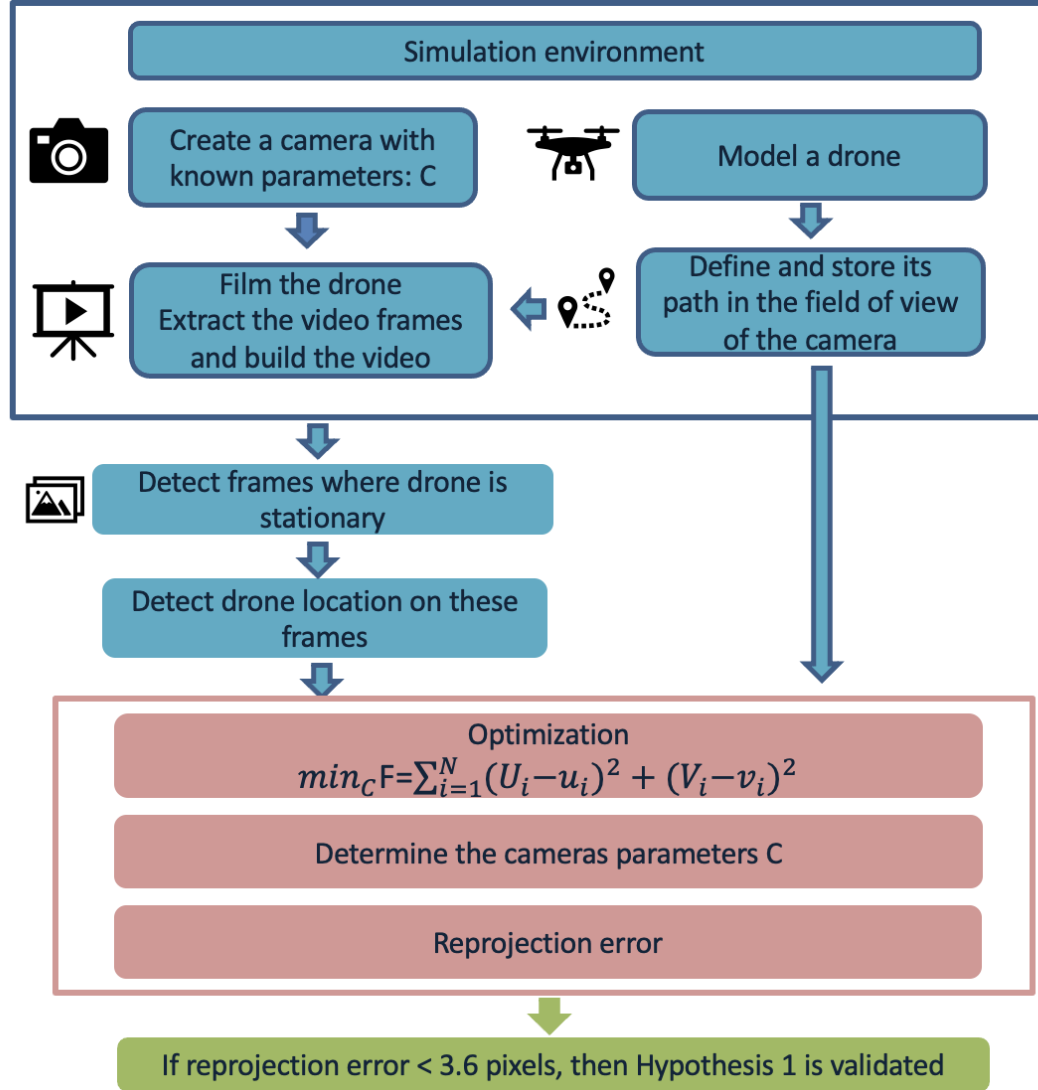 Simulation environment
Create a camera with
known parameters: C
Model a drone
Film the drone
Extract the video frames
and build the video
Define and store its
path in the field of view
of the camera
Detect frames where drone is
stationary
Detect drone location on these
frames
Optimization
min_C F=∑_{i=1}^{N}(U_i−u_i)^2 + (V_i−v_i)^2
Determine the cameras parameters C
Reprojection error
If reprojection error < 3.6 pixels, then Hypothesis 1 is validated